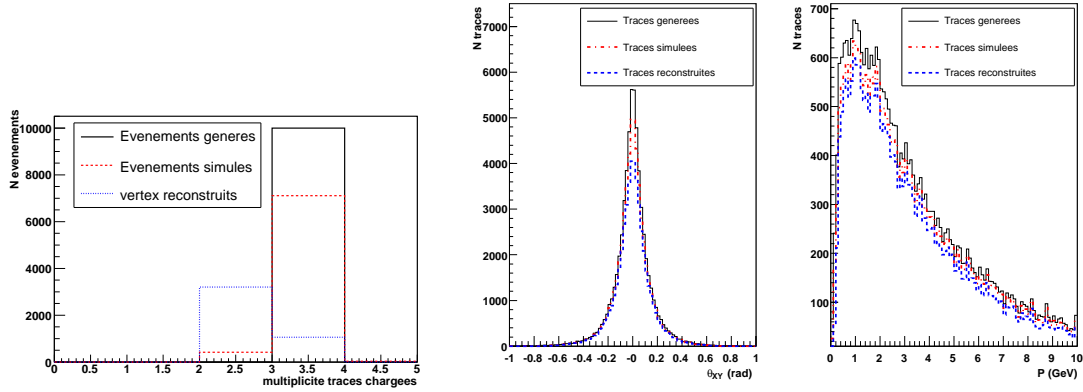 N evenements
10000
8000
6000
4000
2000
0
Evenements generes
Evenements simules
vertex reconstruits
0 0.5 1 1.5 2 2.5 3 3.5 4 4.5 5
multiplicite traces chargees
N traces
7000
6000
5000
4000
3000
2000
1000
0
Traces generees
Traces simulees
Traces reconstruites
-1 -0.8 -0.6 -0.4 -0.2 -0 0.2 0.4 0.6 0.8 1
θXY (rad)
N traces
700
600
500
400
300
200
100
Traces generees
Traces simulees
Traces reconstruites
0 1 2 3 4 5 6 7 8 9 10
P (GeV)